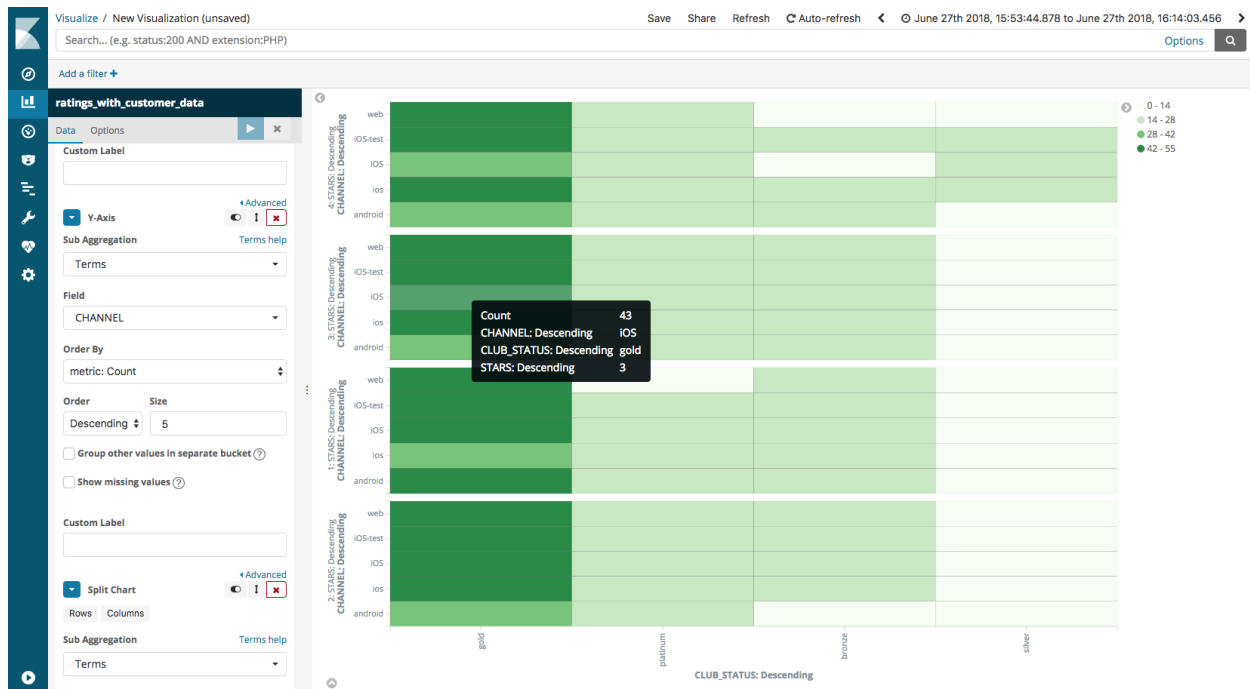 Visualize / New Visualization (unsaved)
Save Share Refresh Auto-refresh June 27th 2018, 15:53:44.878 to June 27th 2018, 16:14:03.456
Search... (e.g. status:200 AND extension:PHP)
Options
Add a filter +
ratings_with_customer_data
Data Options
Custom Label
Advanced
Y-Axis
Sub Aggregation Terms help
Terms
Field
CHANNEL
Order By
metric: Count
Order Size
Descending 5
Group other values in separate bucket ?
Show missing values ?
Custom Label
Advanced
Split Chart
Rows Columns
Sub Aggregation Terms help
Terms
4: STARS: Descending
CHANNEL: Descending
web
iOS-test
iOS
ios
android
3: STARS: Descending
CHANNEL: Descending
web
iOS-test
iOS
ios
android
Count 43
CHANNEL: Descending iOS
CLUB_STATUS: Descending gold
STARS: Descending 3
1: STARS: Descending
CHANNEL: Descending
web
iOS-test
iOS
ios
android
2: STARS: Descending
CHANNEL: Descending
web
iOS-test
iOS
ios
android
gold
platinum
bronze
silver
CLUB_STATUS: Descending
0 - 14
14 - 28
28 - 42
42 - 55